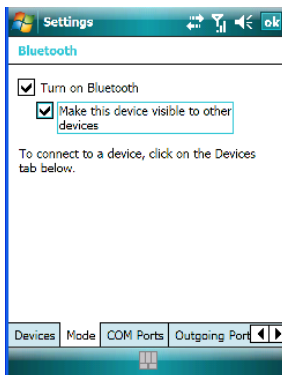 Settings
ok
Bluetooth
Turn on Bluetooth
Make this device visible to other
devices
To connect to a device, click on the Devices
tab below.
Devices Mode COM Ports Outgoing Port